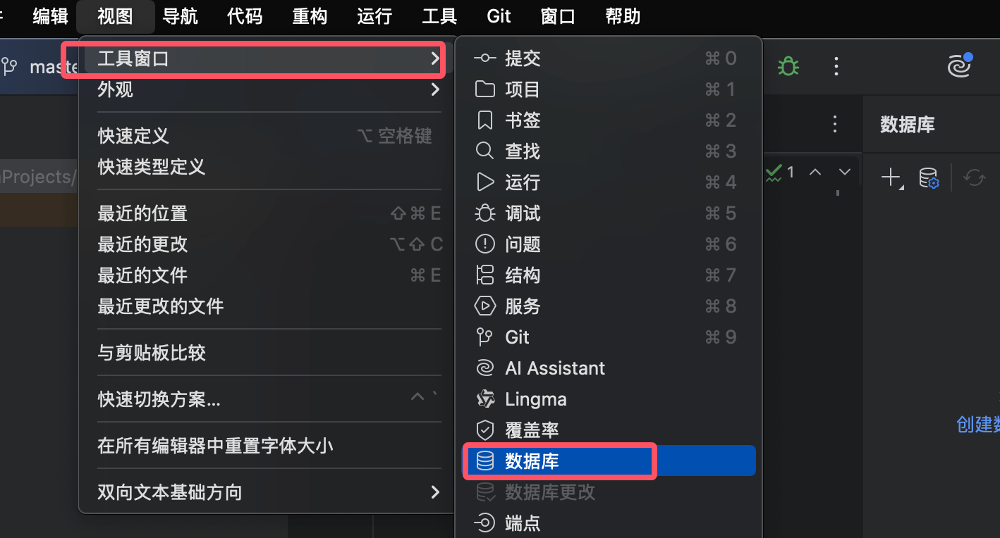 编辑 视图 导航 代码 重构 运行 工具 Git 窗口 帮助
工具窗口
外观
快速定义 ⌥ 空格键
快速类型定义
最近的位置 ⇧⌘ E
最近的更改 ⌥⇧ C
最近的文件 ⌘ E
最近更改的文件
与剪贴板比较
快速切换方案... ^ `
在所有编辑器中重置字体大小
双向文本基础方向
提交 ⌘ 0
项目 ⌘ 1
书签 ⌘ 2
查找 ⌘ 3
运行 ⌘ 4
调试 ⌘ 5
问题 ⌘ 6
结构 ⌘ 7
服务 ⌘ 8
Git ⌘ 9
AI Assistant
Lingma
覆盖率
数据库
数据库更改
端点
maste
Projects/
1
数据库
创建数